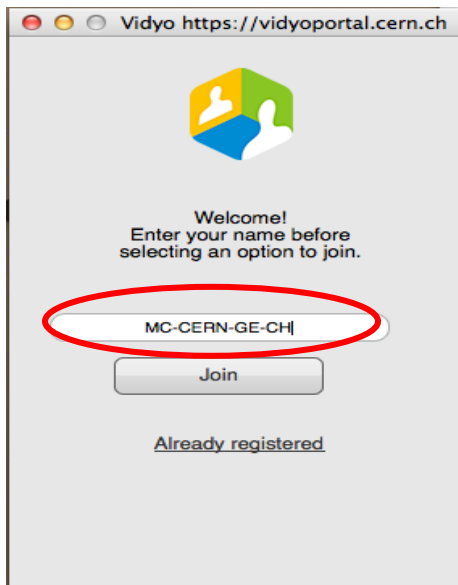 Vidyo https://vidyoportal.cern.ch
Welcome!
Enter your name before
selecting an option to join.
MC-CERN-GE-CH
Join
Already registered